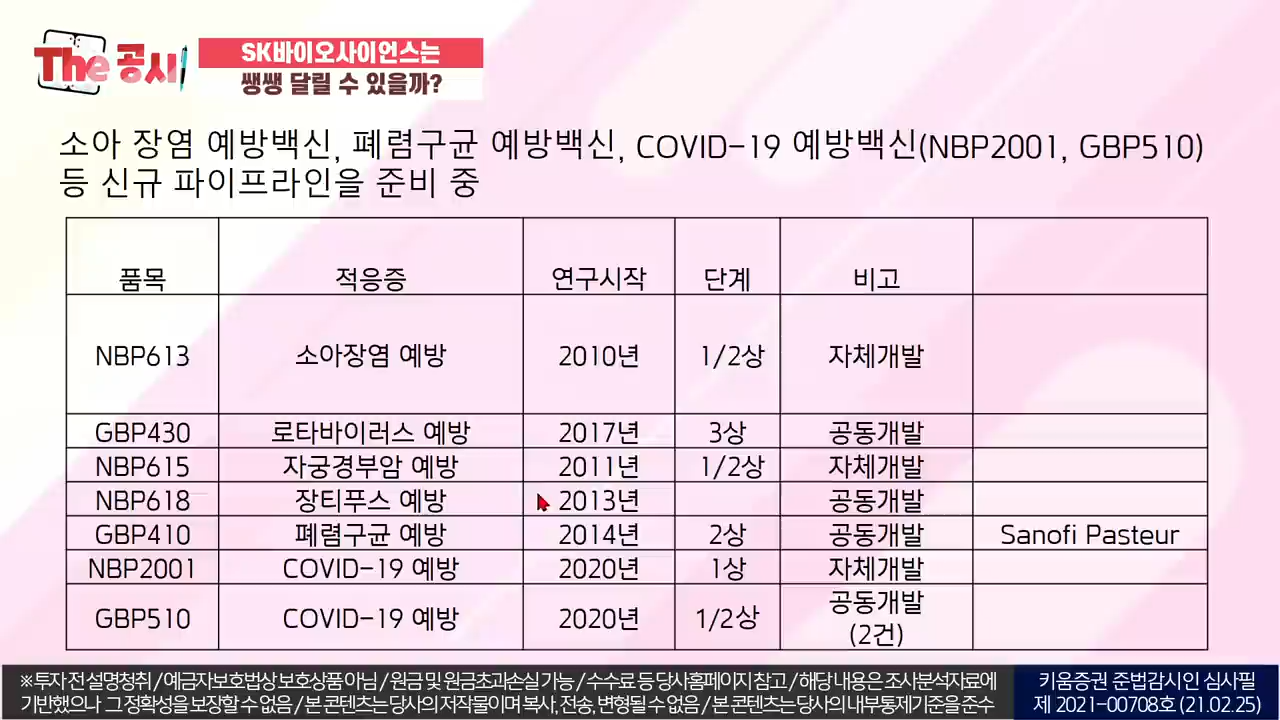 The 공시
SK바이오사이언스는
쌩쌩 달릴 수 있을까?
소아 장염 예방백신, 폐렴구균 예방백신, COVID-19 예방백신(NBP2001, GBP510)
등 신규 파이프라인을 준비 중
품목 적응증 연구시작 단계 비고
NBP613 소아장염 예방 2010년 1/2상 자체개발
GBP430 로타바이러스 예방 2017년 3상 공동개발
NBP615 자궁경부암 예방 2011년 1/2상 자체개발
NBP618 장티푸스 예방 2013년 공동개발
GBP410 폐렴구균 예방 2014년 2상 공동개발 Sanofi Pasteur
NBP2001 COVID-19 예방 2020년 1상 자체개발
GBP510 COVID-19 예방 2020년 1/2상 공동개발
(2건)
※ 투자 전 설명청취 / 예금자보호법상 보호상품 아님 / 원금 및 원금초과손실 가능 / 수수료 등 당사홈페이지 참고 / 해당 내용은 조사분석자료에
기반했으나 그 정확성을 보장할 수 없음 / 본 콘텐츠는 당사의 저작물이며 복사, 전송, 변형될 수 없음 / 본 콘텐츠는 당사의 내부통제기준을 준수
키움증권 준법감시인 심사필
제 2021-00708호 (21.02.25)